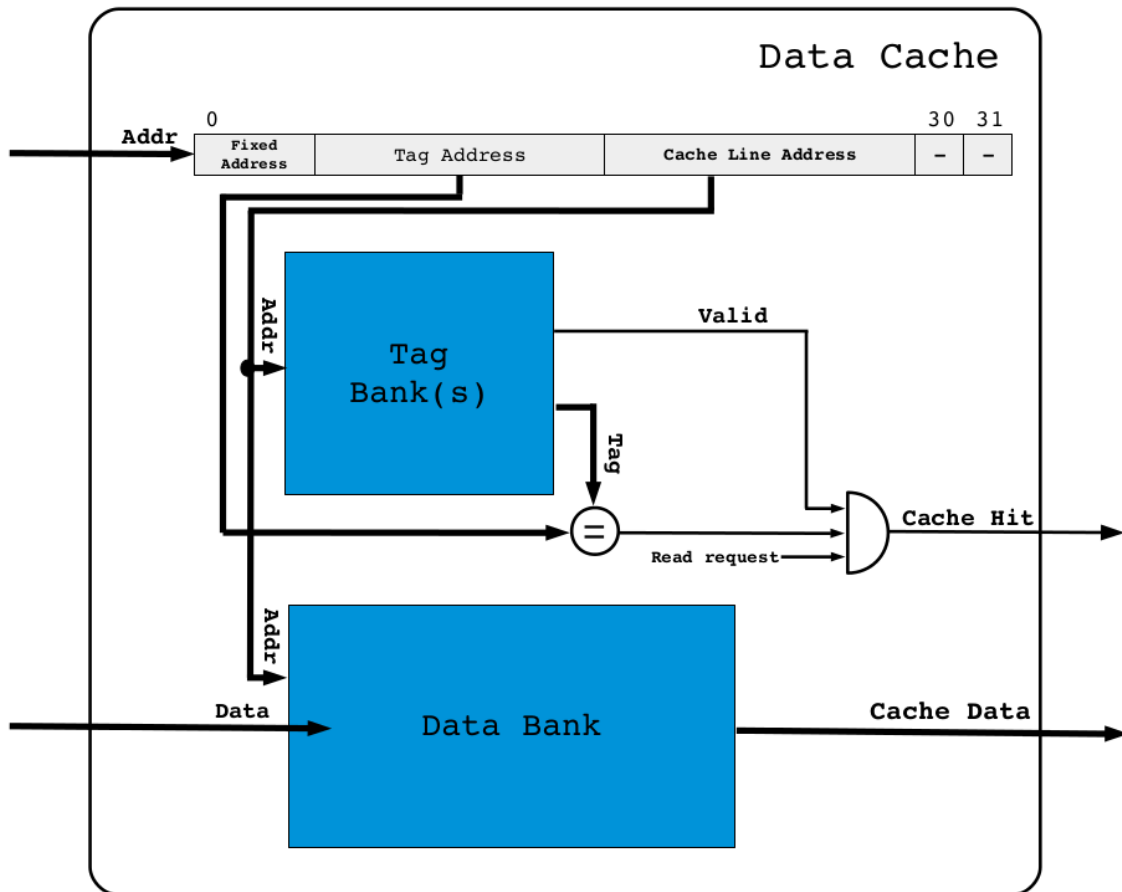 Data Cache
0 30 31
Addr
Fixed
Address
Tag Address
Cache Line Address
-
-
Addr
Valid
Tag
Bank(s)
Tag
=
Cache Hit
Read request
Addr
Data
Data Bank
Cache Data